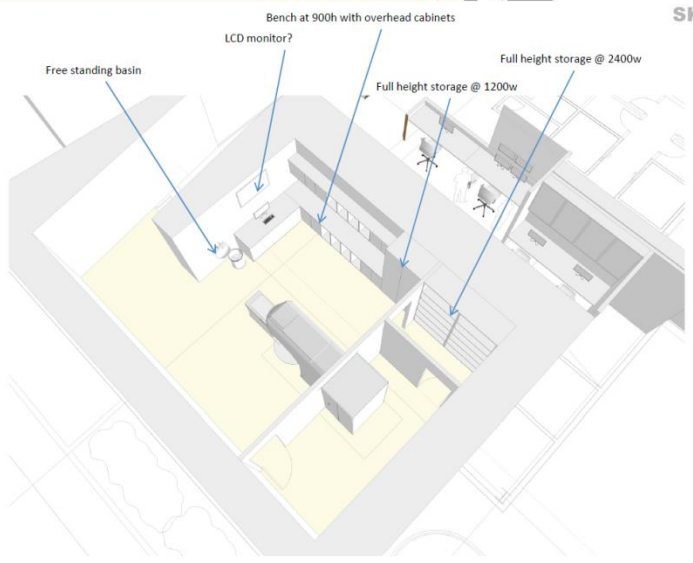 Bench at 900h with overhead cabinets
SK
LCD monitor?
Full height storage @ 2400w
Free standing basin
Full height storage @ 1200w